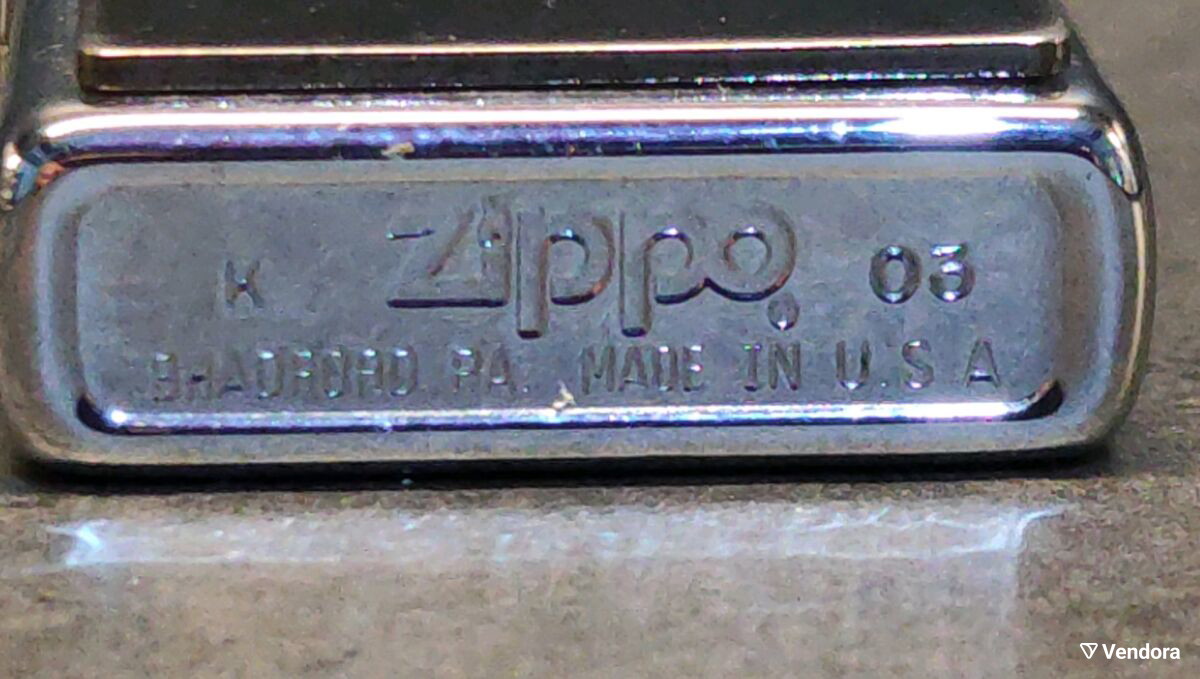 K Zippo® 03
BRADFORD PA. MADE IN U.S A
Vendora